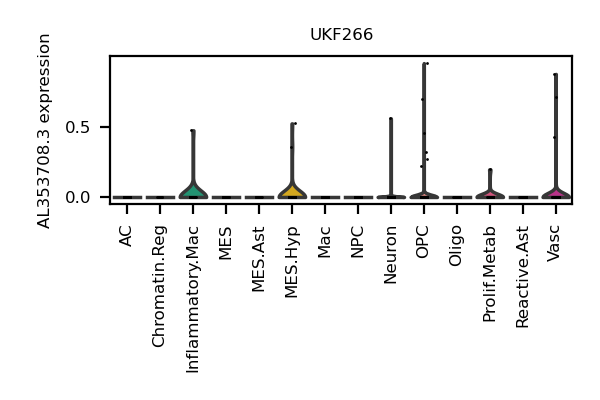 UKF266
AL353708.3 expression
0.5
0.0
AC
Chromatin.Reg
Inflammatory.Mac
MES
MES.Ast
MES.Hyp
Mac
NPC
Neuron
OPC
Oligo
Prolif.Metab
Reactive.Ast
Vasc